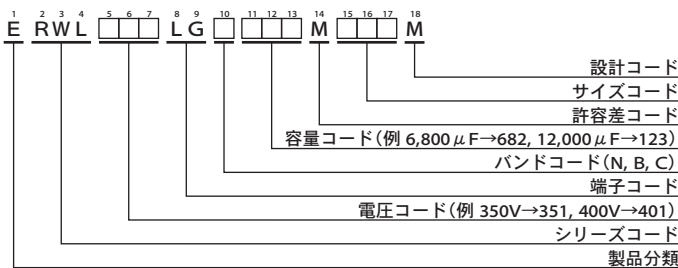 1 2 3 4 5 6 7 8 9 10 11 12 13 14 15 16 17 18
E RWL □□□ LG □ □□□ M □□□ M
設計コード
サイズコード
許容差コード
容量コード(例 6,800μF→682, 12,000μF→123)
バンドコード(N, B, C)
端子コード
電圧コード(例 350V→351, 400V→401)
シリーズコード
製品分類